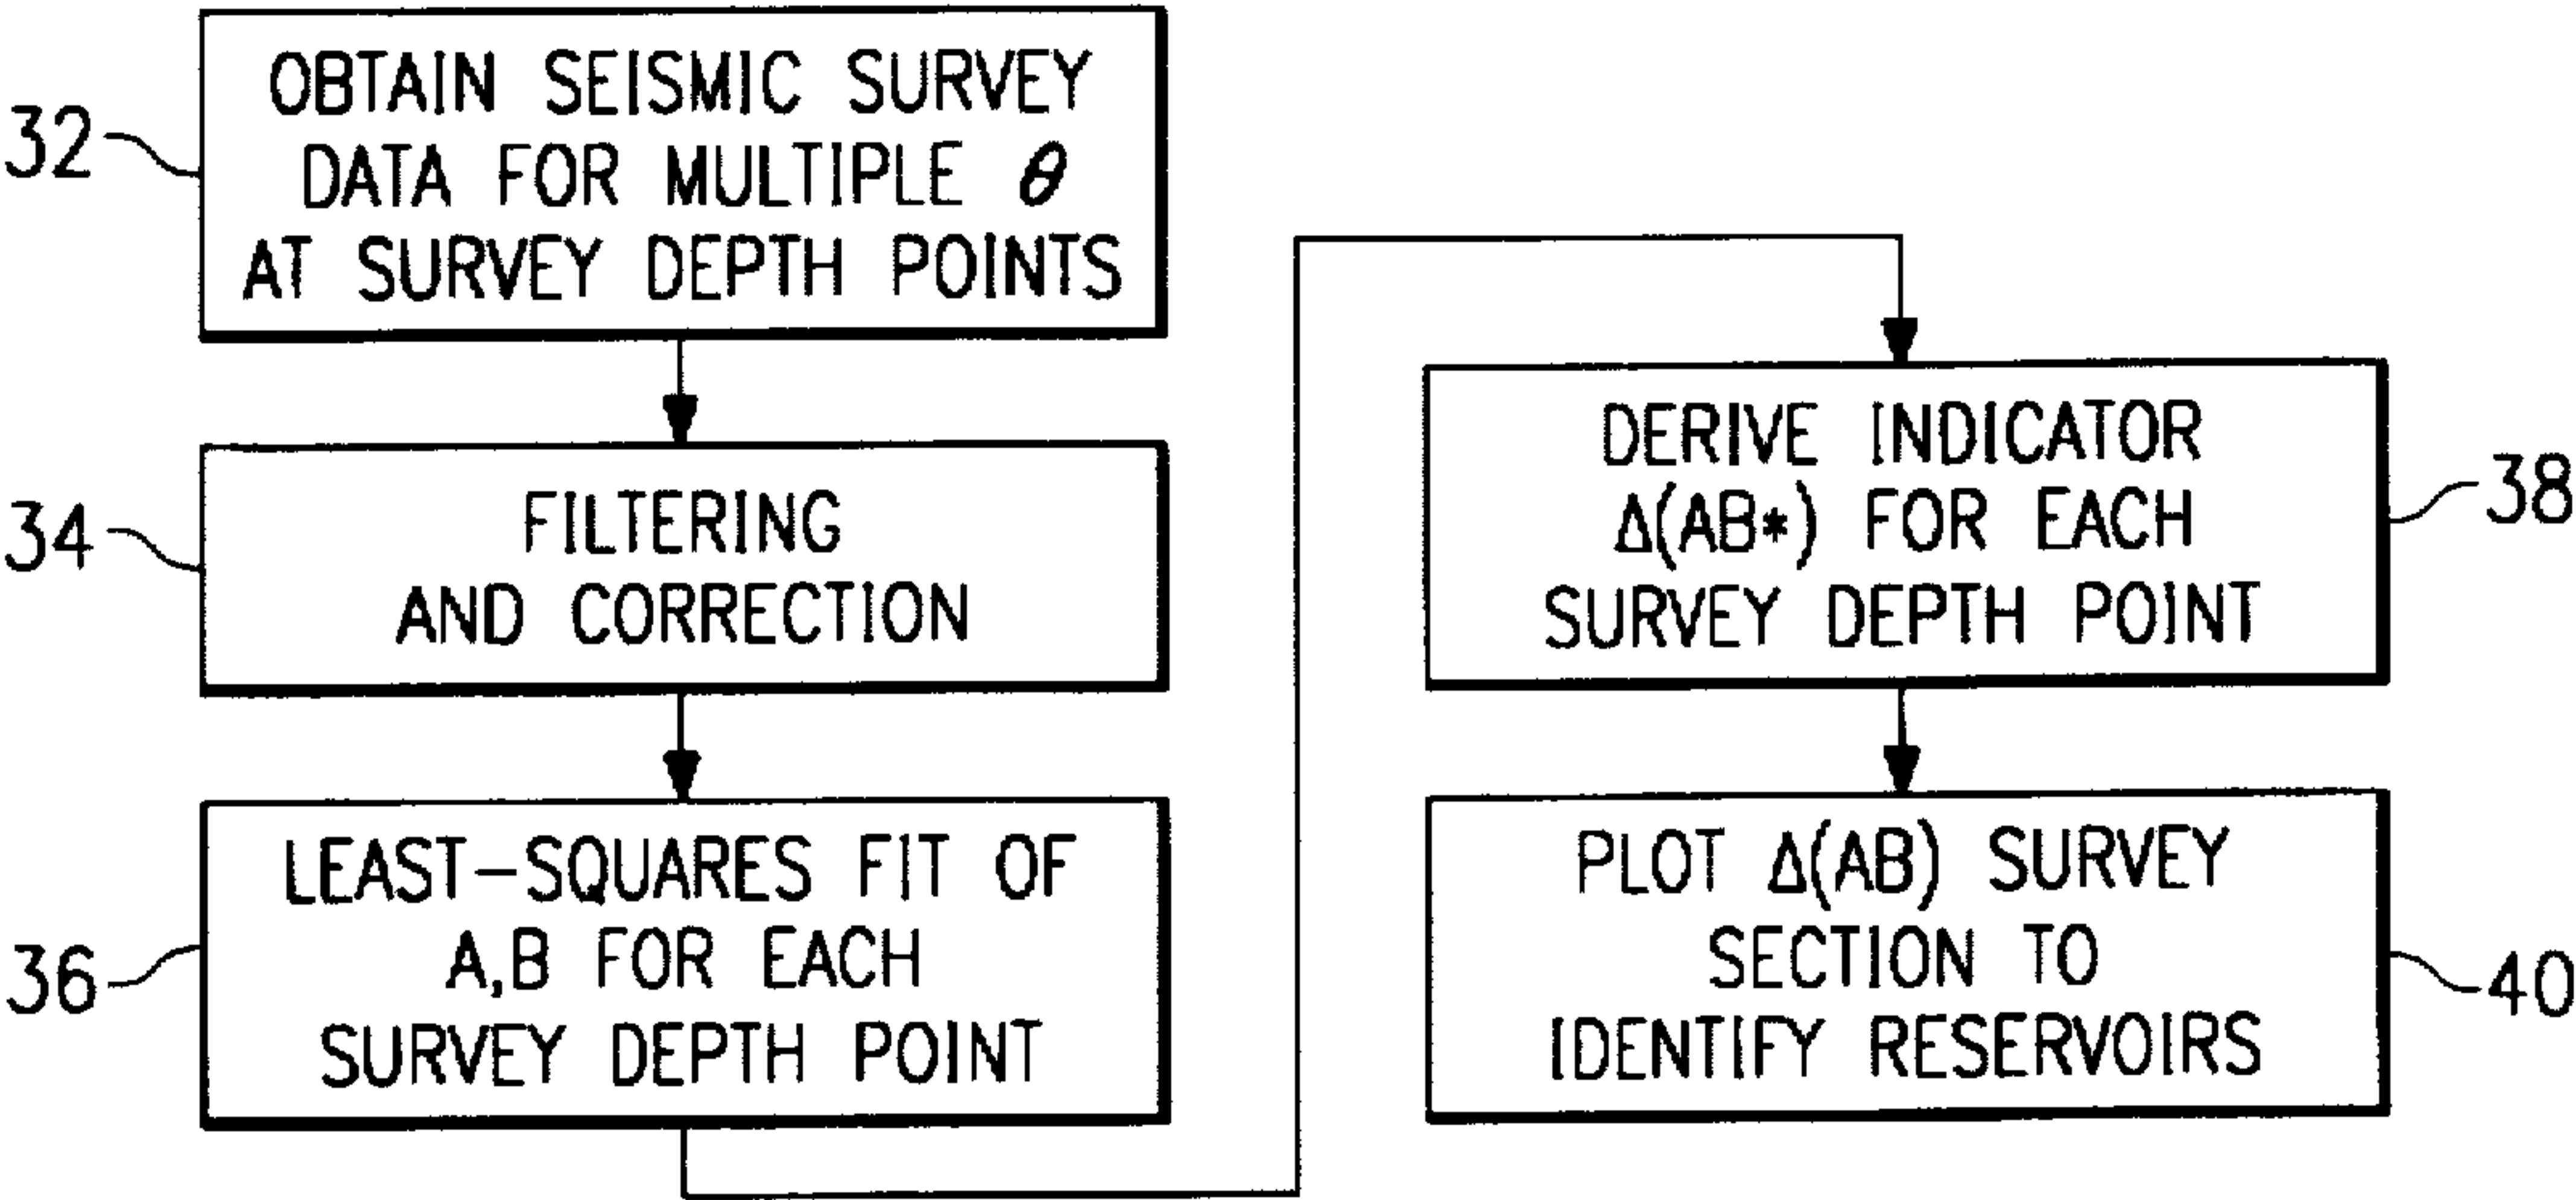 32
OBTAIN SEISMIC SURVEY
DATA FOR MULTIPLE θ
AT SURVEY DEPTH POINTS
34
FILTERING
AND CORRECTION
36
LEAST-SQUARES FIT OF
A,B FOR EACH
SURVEY DEPTH POINT
DERIVE INDICATOR
Δ(AB*) FOR EACH
SURVEY DEPTH POINT
38
PLOT Δ(AB) SURVEY
SECTION TO
IDENTIFY RESERVOIRS
40